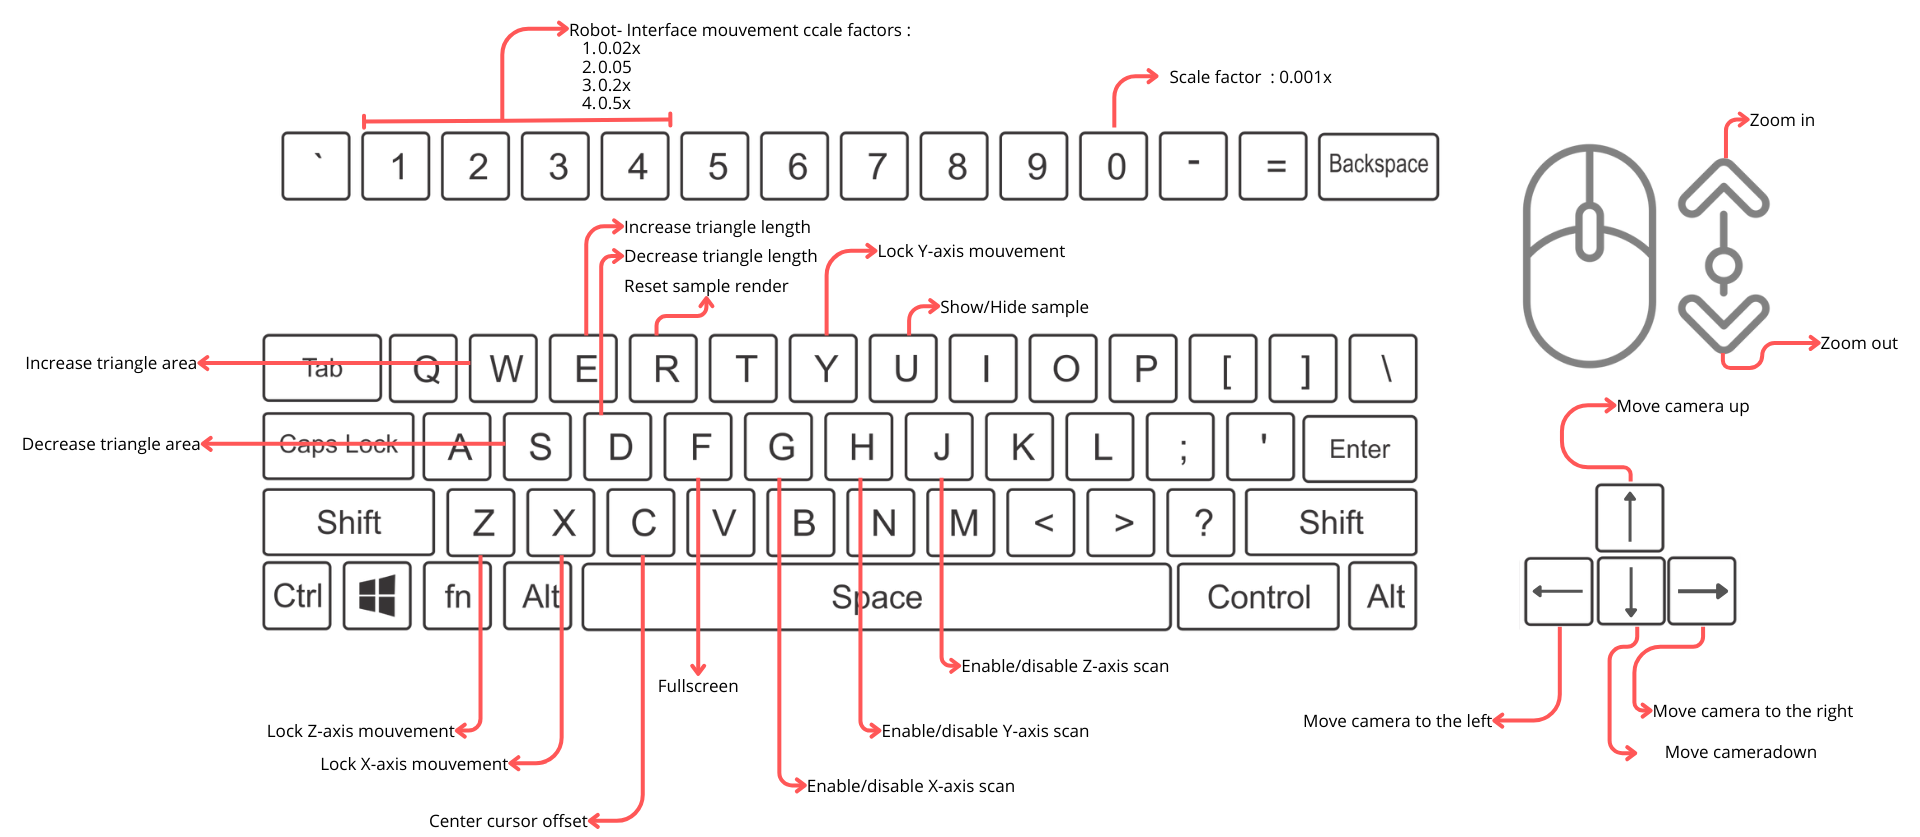 Robot- Interface mouvement ccale factors :
1.0.02x
2.0.05
3.0.2x
4.0.5x
Scale factor : 0.001x
Zoom in
` 1 2 3 4 5 6 7 8 9 0 - = Backspace
Increase triangle length
Decrease triangle length
Lock Y-axis mouvement
Reset sample render
Show/Hide sample
Zoom out
Increase triangle area
Tab Q W E R T Y U I O P [ ] \
Move camera up
Decrease triangle area
Caps Lock A S D F G H J K L ; ' Enter
Shift Z X C V B N M < > ? Shift
Ctrl fn Alt Space Control Alt
Enable/disable Z-axis scan
Fullscreen
Move camera to the left
Move camera to the right
Lock Z-axis mouvement
Enable/disable Y-axis scan
Move cameradown
Lock X-axis mouvement
Enable/disable X-axis scan
Center cursor offset